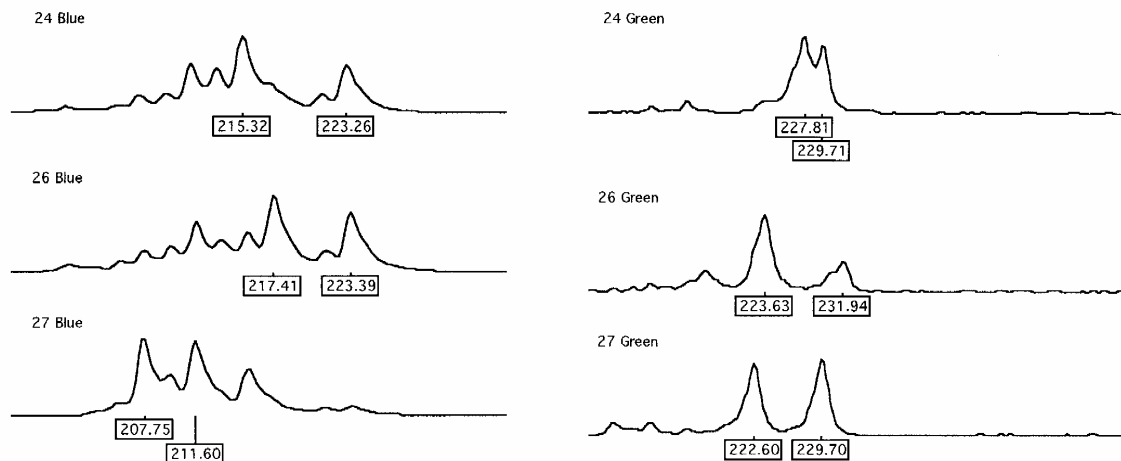 24 Blue
215.32
223.26
26 Blue
217.41
223.39
27 Blue
207.75
211.60
24 Green
227.81
229.71
26 Green
223.63
231.94
27 Green
222.60
229.70